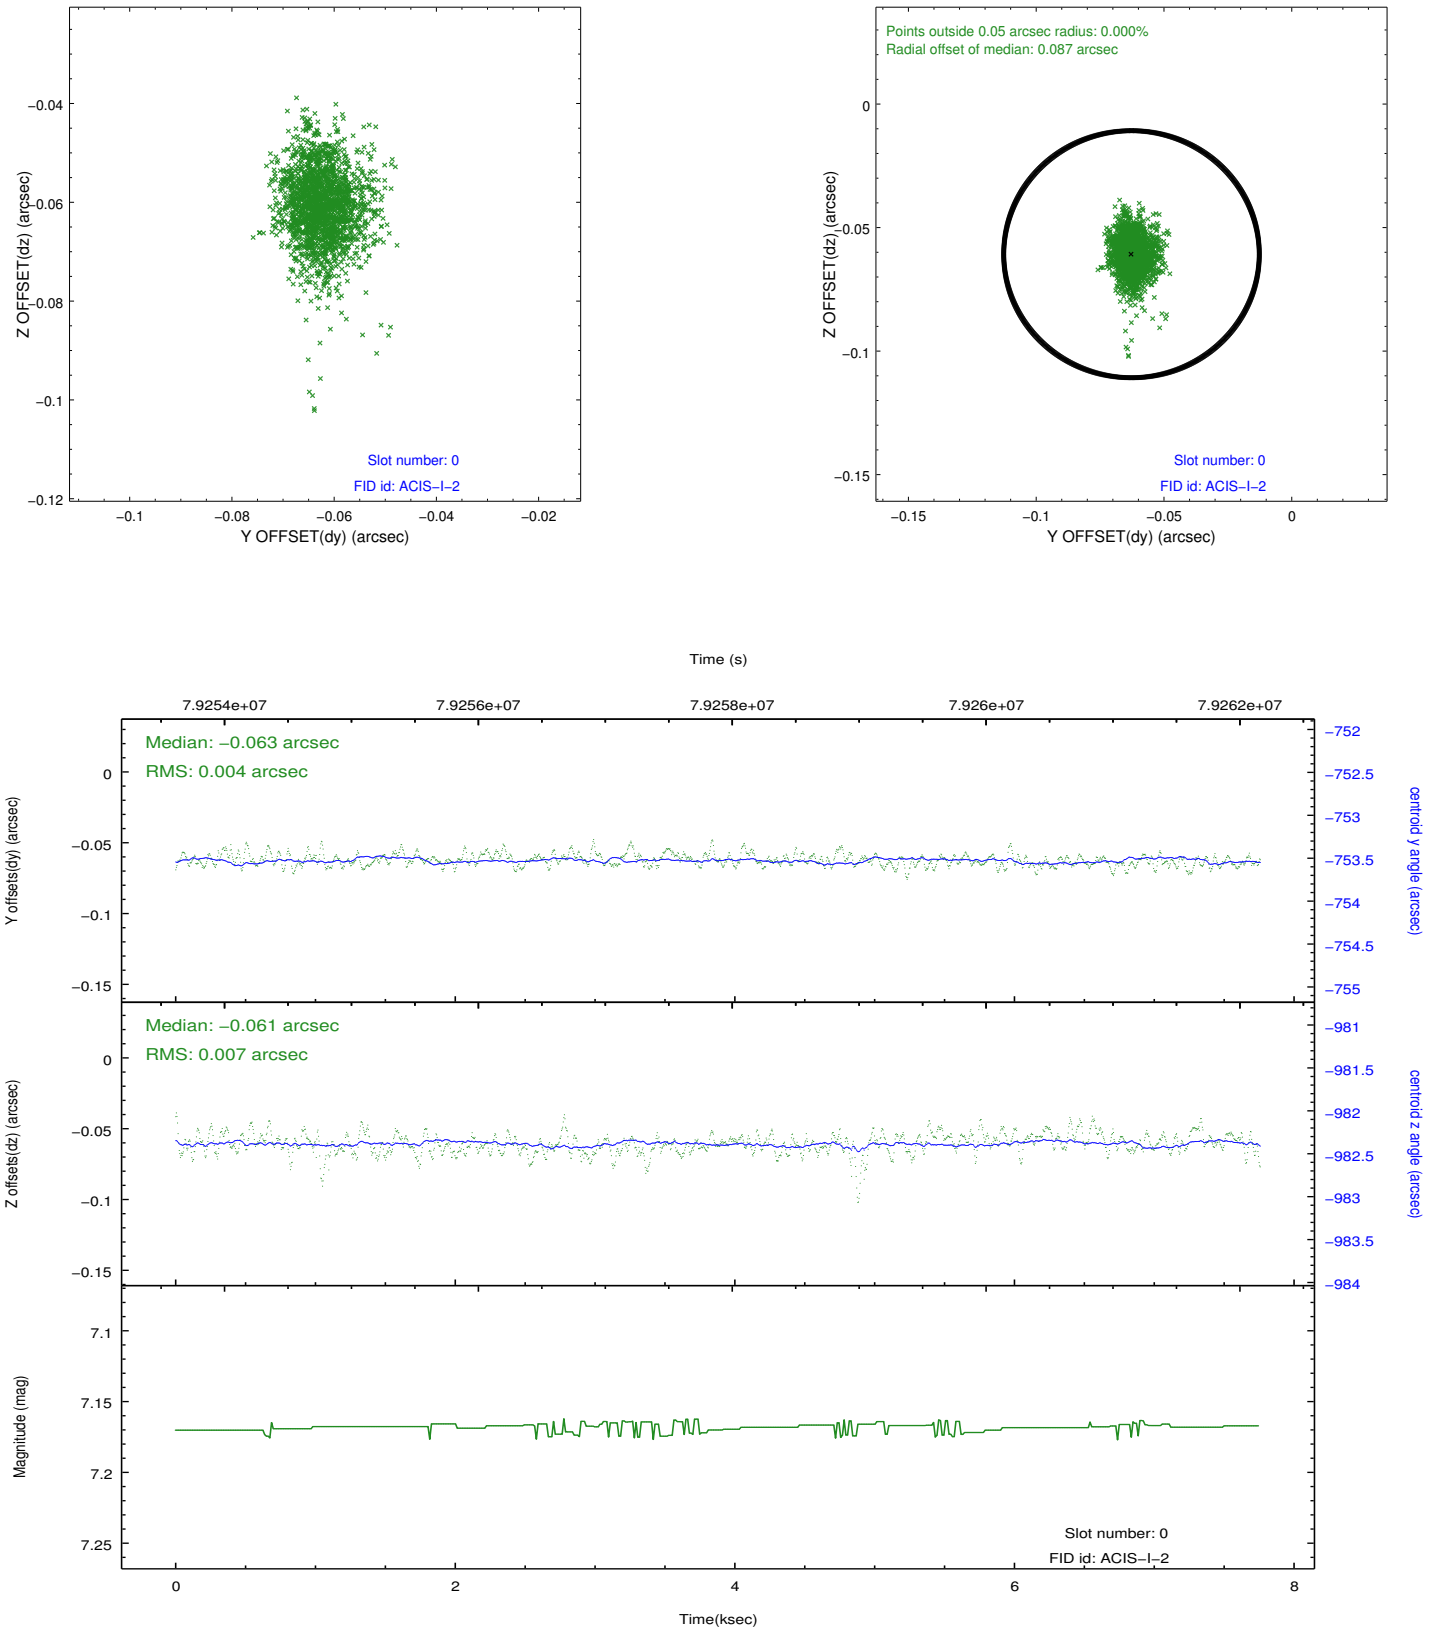 Z OFFSET(dz) (arcsec)
−0.04
−0.06
−0.08
−0.1
−0.12
Slot number: 0
FID id: ACIS−I−2
−0.1
−0.08
−0.06
−0.04
−0.02
Y OFFSET(dy) (arcsec)
Points outside 0.05 arcsec radius: 0.000%
Radial offset of median: 0.087 arcsec
Z OFFSET(dz) (arcsec)
0
−0.05
−0.1
−0.15
Slot number: 0
FID id: ACIS−I−2
−0.15
−0.1
−0.05
0
Y OFFSET(dy) (arcsec)
Time (s)
7.9254e+07
7.9256e+07
7.9258e+07
7.926e+07
7.9262e+07
Median: −0.063 arcsec
RMS: 0.004 arcsec
Y offsets(dy) (arcsec)
0
−0.05
−0.1
−0.15
−752
−752.5
−753
−753.5
−754
−754.5
−755
centroid y angle (arcsec)
Median: −0.061 arcsec
RMS: 0.007 arcsec
Z offsets(dz) (arcsec)
0
−0.05
−0.1
−0.15
−981
−981.5
−982
−982.5
−983
−983.5
−984
centroid z angle (arcsec)
Magnitude (mag)
7.1
7.15
7.2
7.25
Slot number: 0
FID id: ACIS−I−2
0
2
4
6
8
Time(ksec)